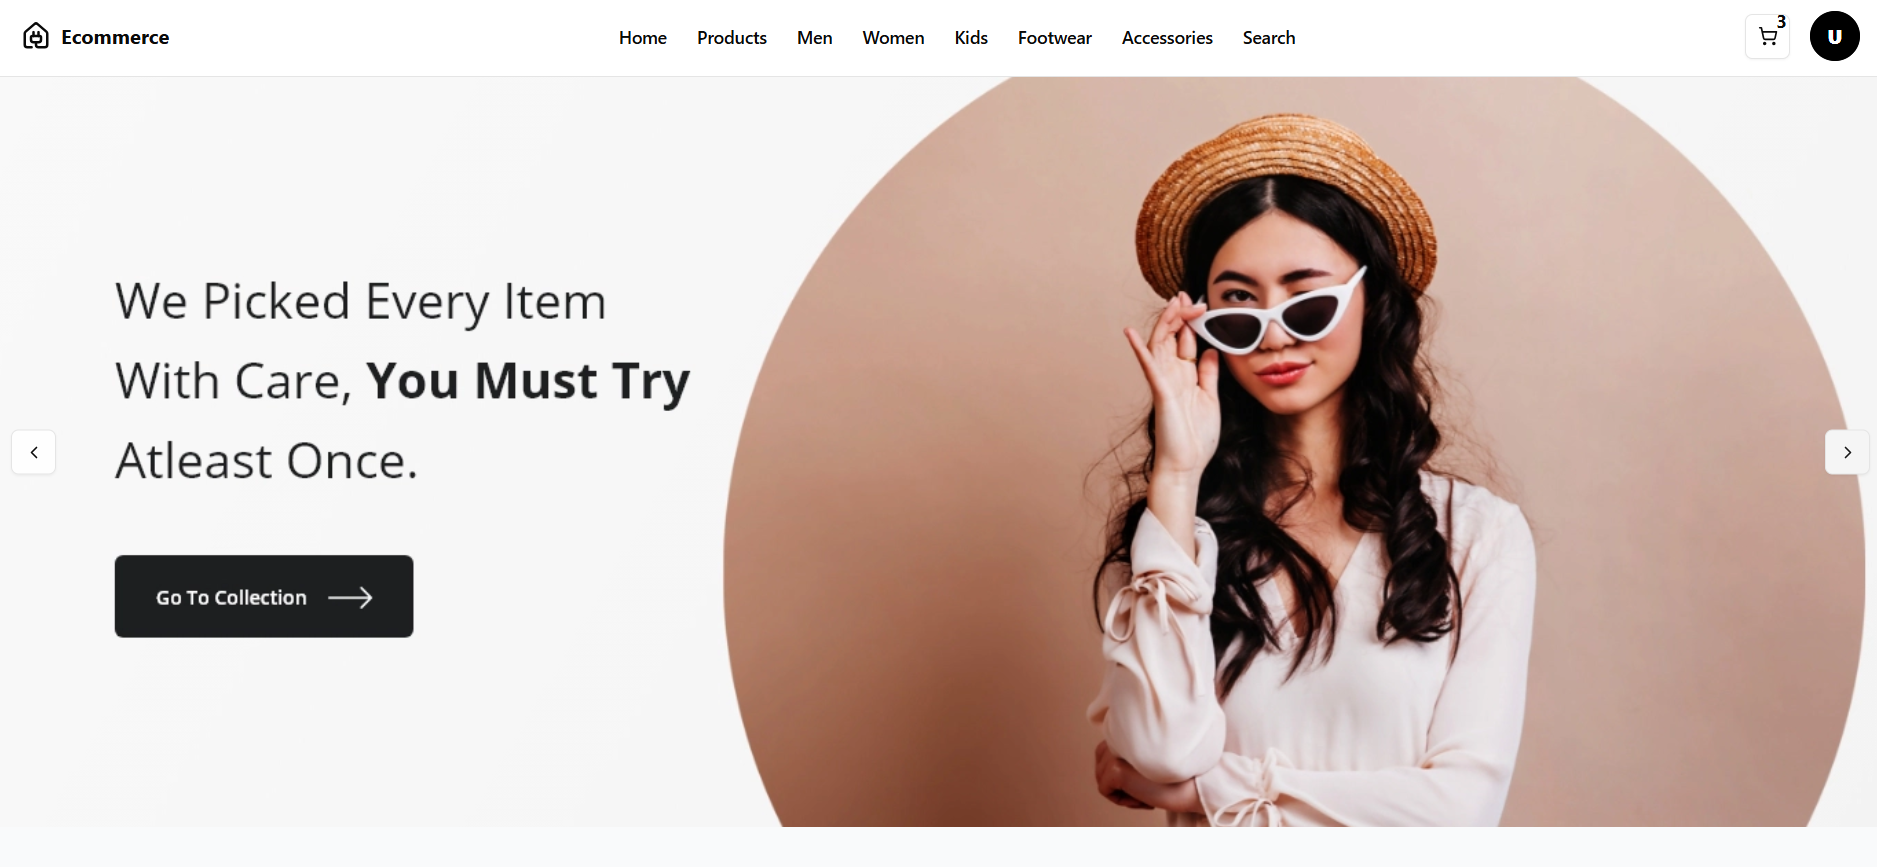 Ecommerce
Home Products Men Women Kids Footwear Accessories Search
3
U
We Picked Every Item
With Care, You Must Try
Atleast Once.
Go To Collection